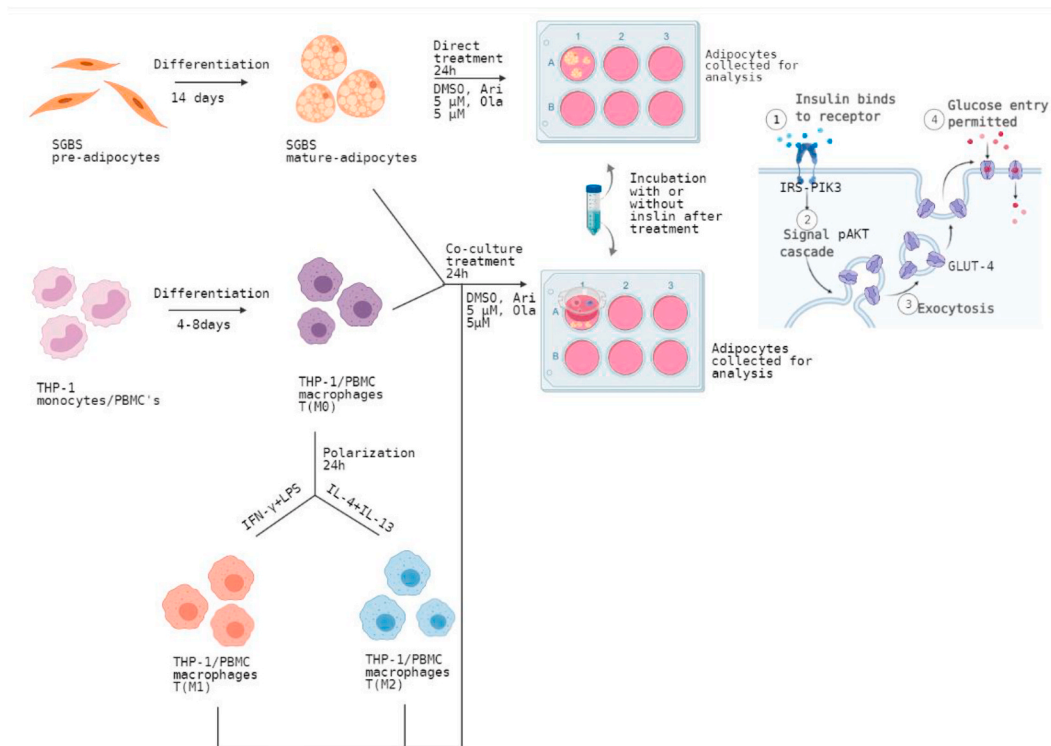 Differentiation
14 days
SGBS
pre-adipocytes
SGBS
mature-adipocytes
Direct
treatment
24h
DMSO, Ari
5 μM, Ola
5 μM
1 2 3
A
B
Adipocytes
collected for
analysis
Incubation
with or
without
inslin after
treatment
1
Insulin binds
to receptor
4
Glucose entry
permitted
IRS-PIK3
2
Signal pAKT
cascade
GLUT-4
3
Exocytosis
Differentiation
4-8days
THP-1
monocytes/PBMC's
THP-1/PBMC
macrophages
T(M0)
Co-culture
treatment
24h
DMSO, Ari
5 μM, Ola
5μM
1 2 3
A
B
Adipocytes
collected for
analysis
Polarization
24h
IFN-γ+LPS
IL-4+IL-13
THP-1/PBMC
macrophages
T(M1)
THP-1/PBMC
macrophages
T(M2)